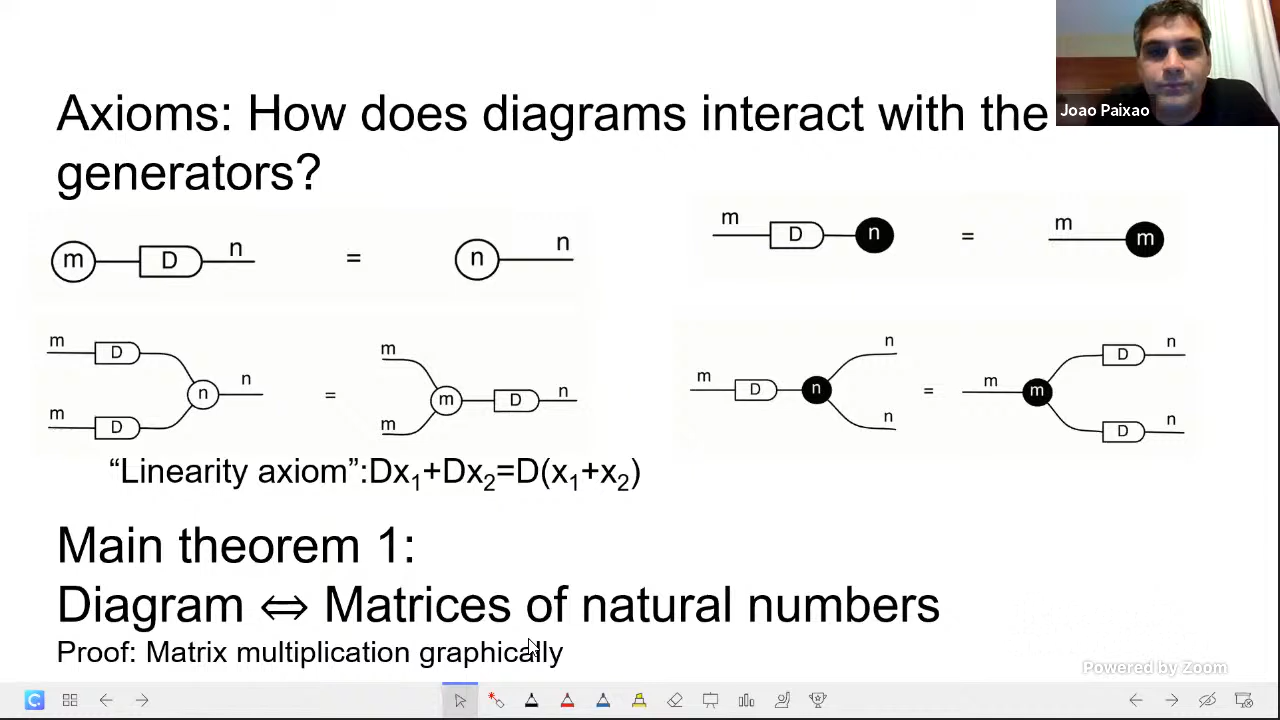 Joao Paixao
Axioms: How does diagrams interact with the
generators?
m D n = n n
m D n = m m
m D m D n n = m m m D n
m D n n n = m m D n D n
“Linearity axiom”:Dx₁+Dx₂=D(x₁+x₂)
Main theorem 1:
Diagram ⇔ Matrices of natural numbers
Proof: Matrix multiplication graphically
Powered by Zoom